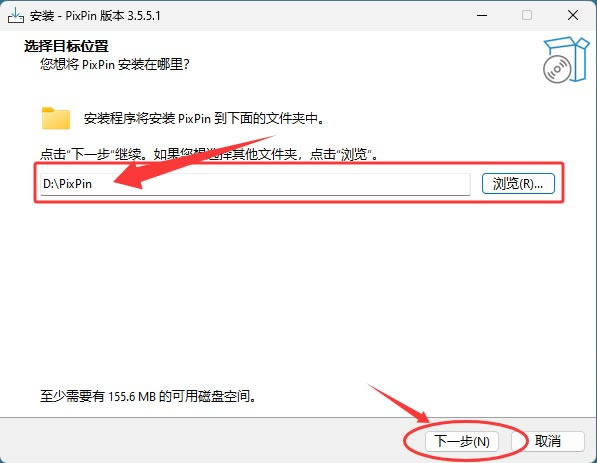 安装 - PixPin 版本 3.5.5.1
选择目标位置
您想将 PixPin 安装在哪里?
安装程序将安装 PixPin 到下面的文件夹中。
点击"下一步"继续。如果您想选择其他文件夹，点击"浏览"。
D:\PixPin
浏览(R)...
至少需要有 155.6 MB 的可用磁盘空间。
下一步(N)
取消